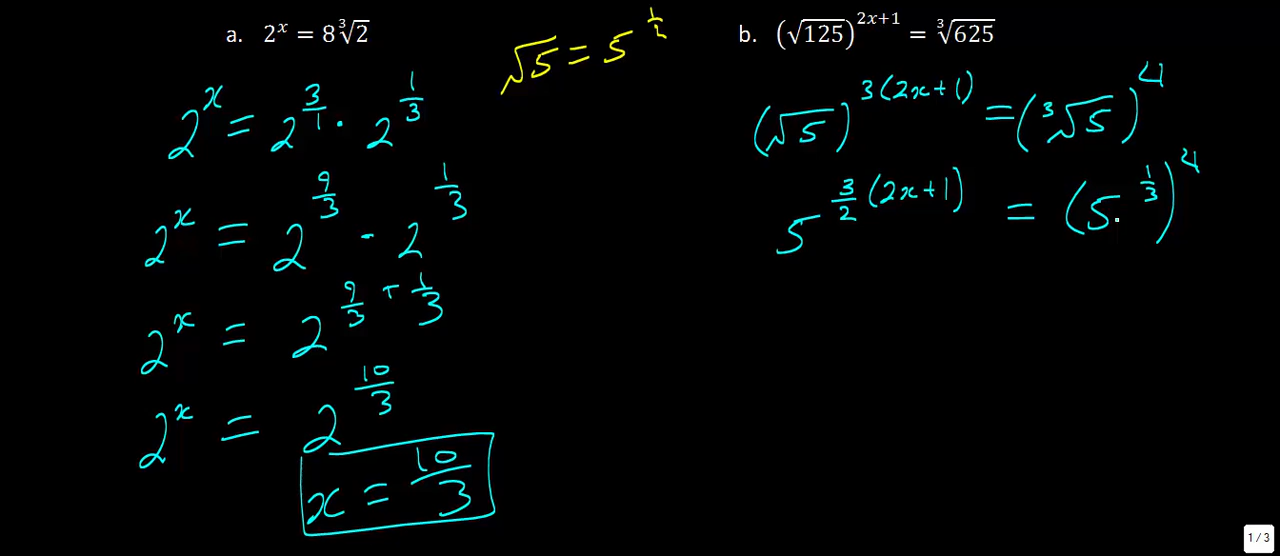 a. 2^x = 8∛2
√5 = 5^(1/2)
2^x = 2^(3/1) · 2^(1/3)
2^x = 2^(9/3) - 2^(1/3)
2^x = 2^(9/3 + 1/3)
2^x = 2^(10/3)
x = 10/3
b. (√125)^(2x+1) = ∛625
(√5)^(3(2x+1)) = (∛5)^4
5^(3/2 (2x+1)) = (5^(1/3))^4
1 / 3